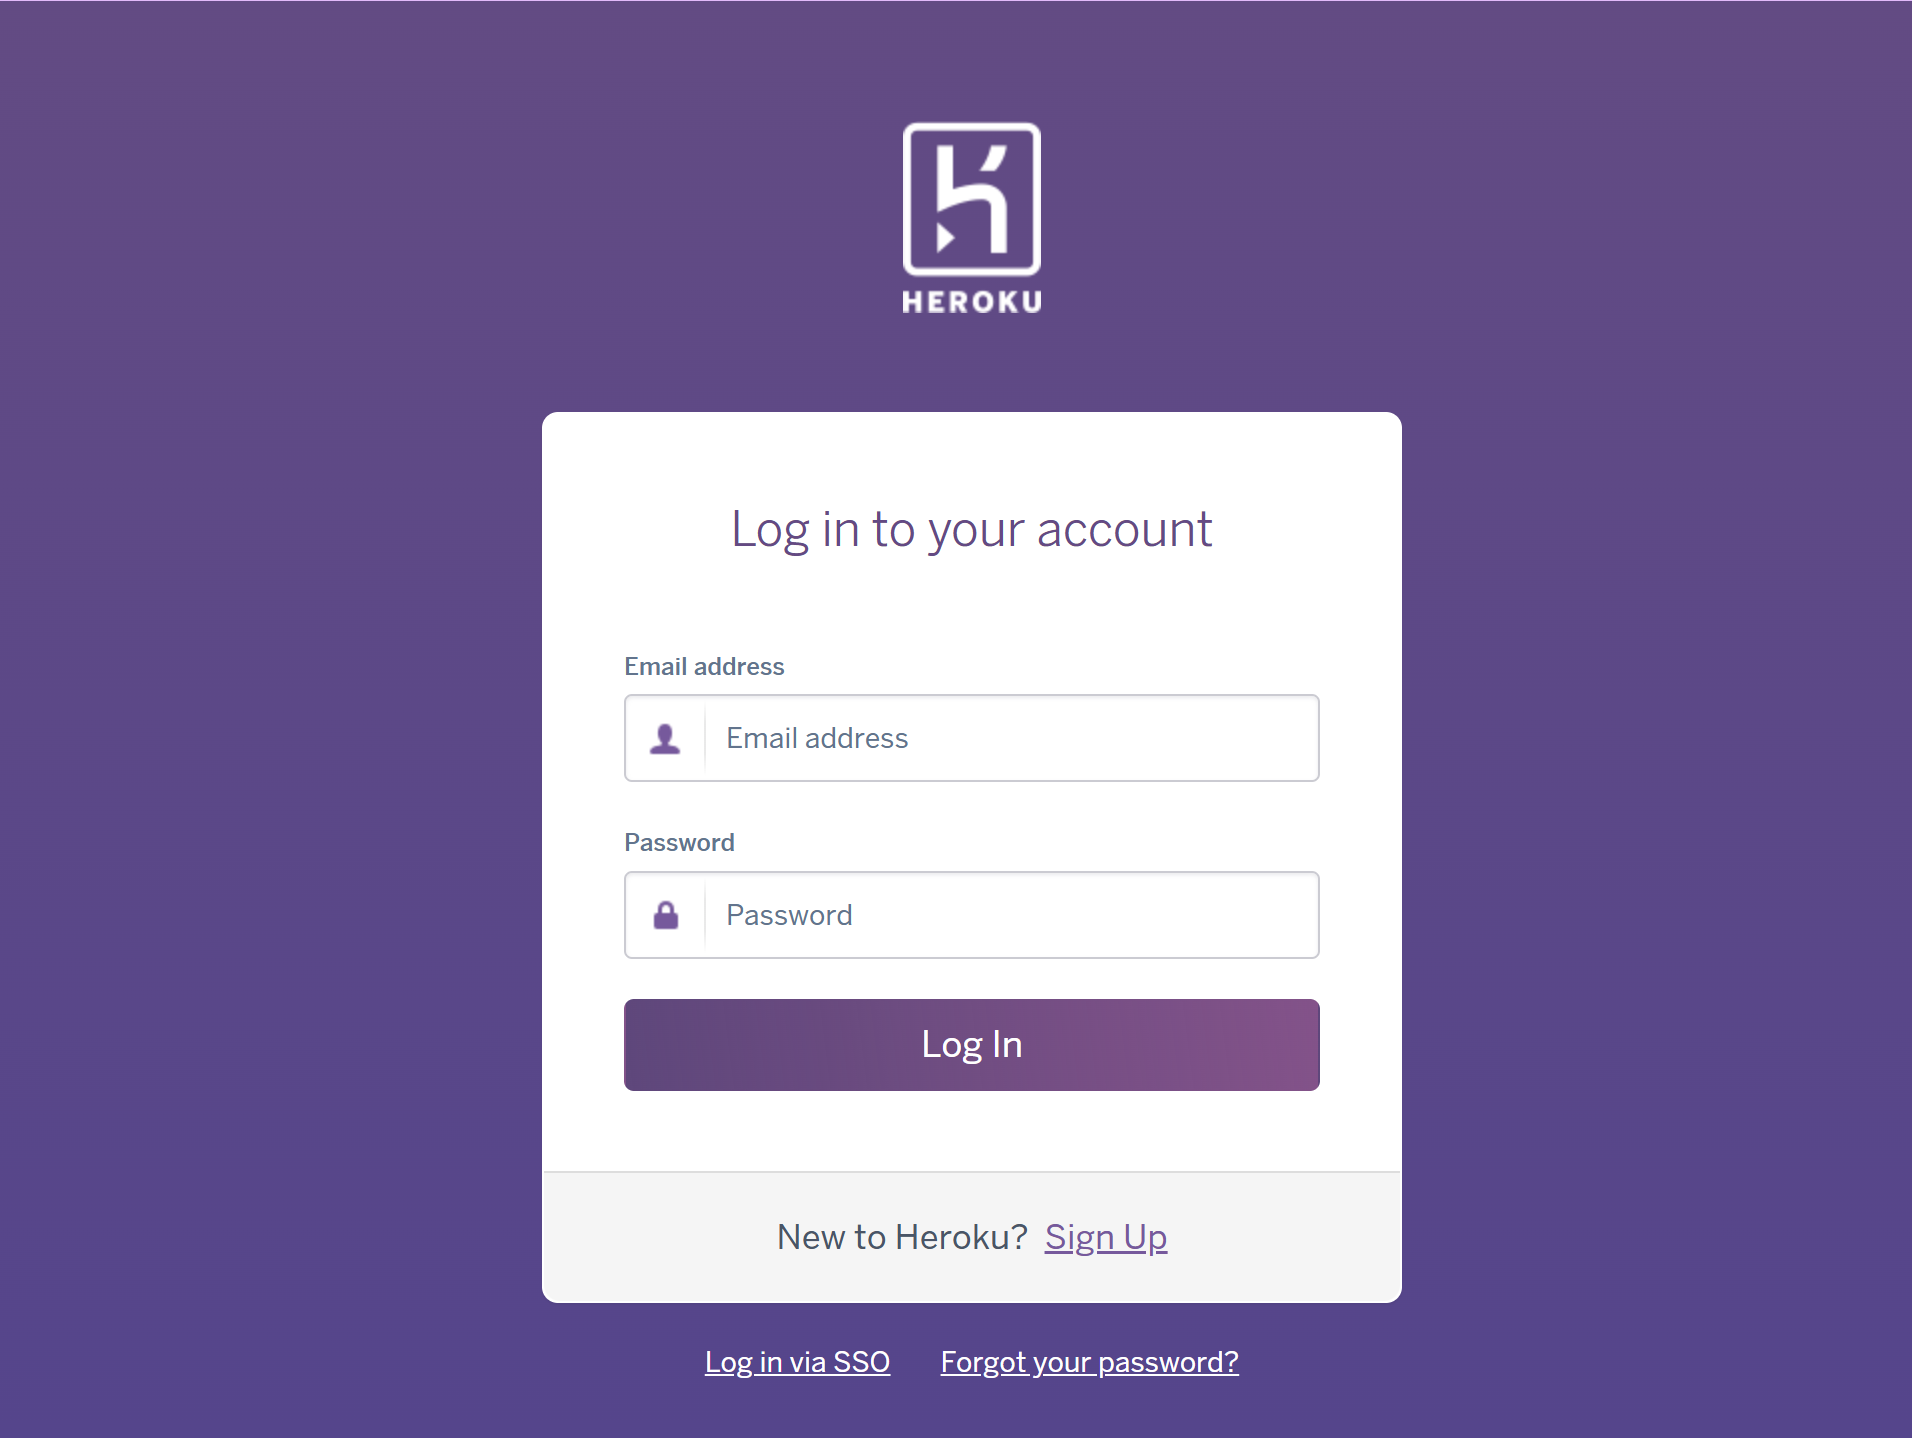 HEROKU
Log in to your account
Email address
Email address
Password
Password
Log In
New to Heroku? Sign Up
Log in via SSO Forgot your password?